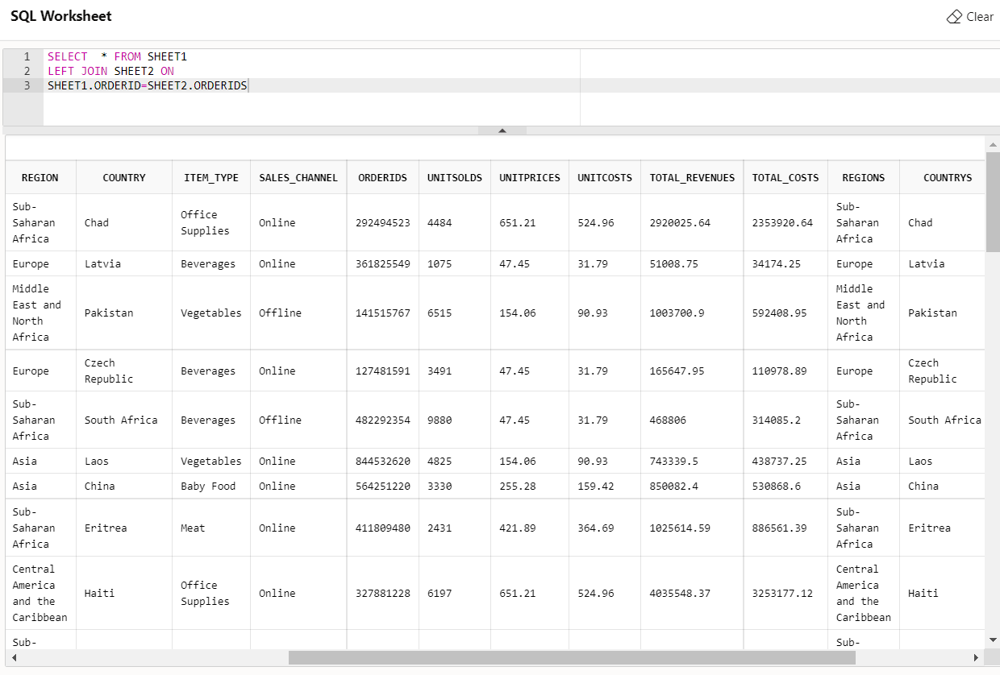 SQL Worksheet
Clear
1 SELECT * FROM SHEET1
2 LEFT JOIN SHEET2 ON
3 SHEET1.ORDERID=SHEET2.ORDERIDS
REGION COUNTRY ITEM_TYPE SALES_CHANNEL ORDERIDS UNITSOLDS UNITPRICES UNITCOSTS TOTAL_REVENUES TOTAL_COSTS REGIONS COUNTRYS
Sub-Saharan Africa Chad Office Supplies Online 292494523 4484 651.21 524.96 2920025.64 2353920.64 Sub-Saharan Africa Chad
Europe Latvia Beverages Online 361825549 1075 47.45 31.79 51008.75 34174.25 Europe Latvia
Middle East and North Africa Pakistan Vegetables Offline 141515767 6515 154.06 90.93 1003700.9 592408.95 Middle East and North Africa Pakistan
Europe Czech Republic Beverages Online 127481591 3491 47.45 31.79 165647.95 110978.89 Europe Czech Republic
Sub-Saharan Africa South Africa Beverages Offline 482292354 9880 47.45 31.79 468806 314085.2 Sub-Saharan Africa South Africa
Asia Laos Vegetables Online 844532620 4825 154.06 90.93 743339.5 438737.25 Asia Laos
Asia China Baby Food Online 564251220 3330 255.28 159.42 850082.4 530868.6 Asia China
Sub-Saharan Africa Eritrea Meat Online 411809480 2431 421.89 364.69 1025614.59 886561.39 Sub-Saharan Africa Eritrea
Central America and the Caribbean Haiti Office Supplies Online 327881228 6197 651.21 524.96 4035548.37 3253177.12 Central America and the Caribbean Haiti
Sub- Sub-